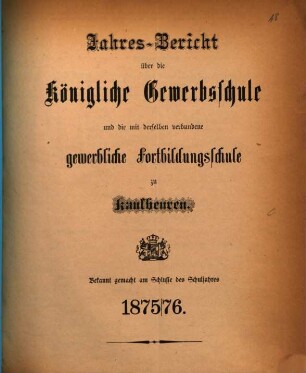 18
Jahres-Bericht
über die
Königliche Gewerbsschule
und die mit derselben verbundene
gewerbliche Fortbildungsschule
zu
Kaufbeuren.
Bekannt gemacht am Schlusse des Schuljahres
1875/76.